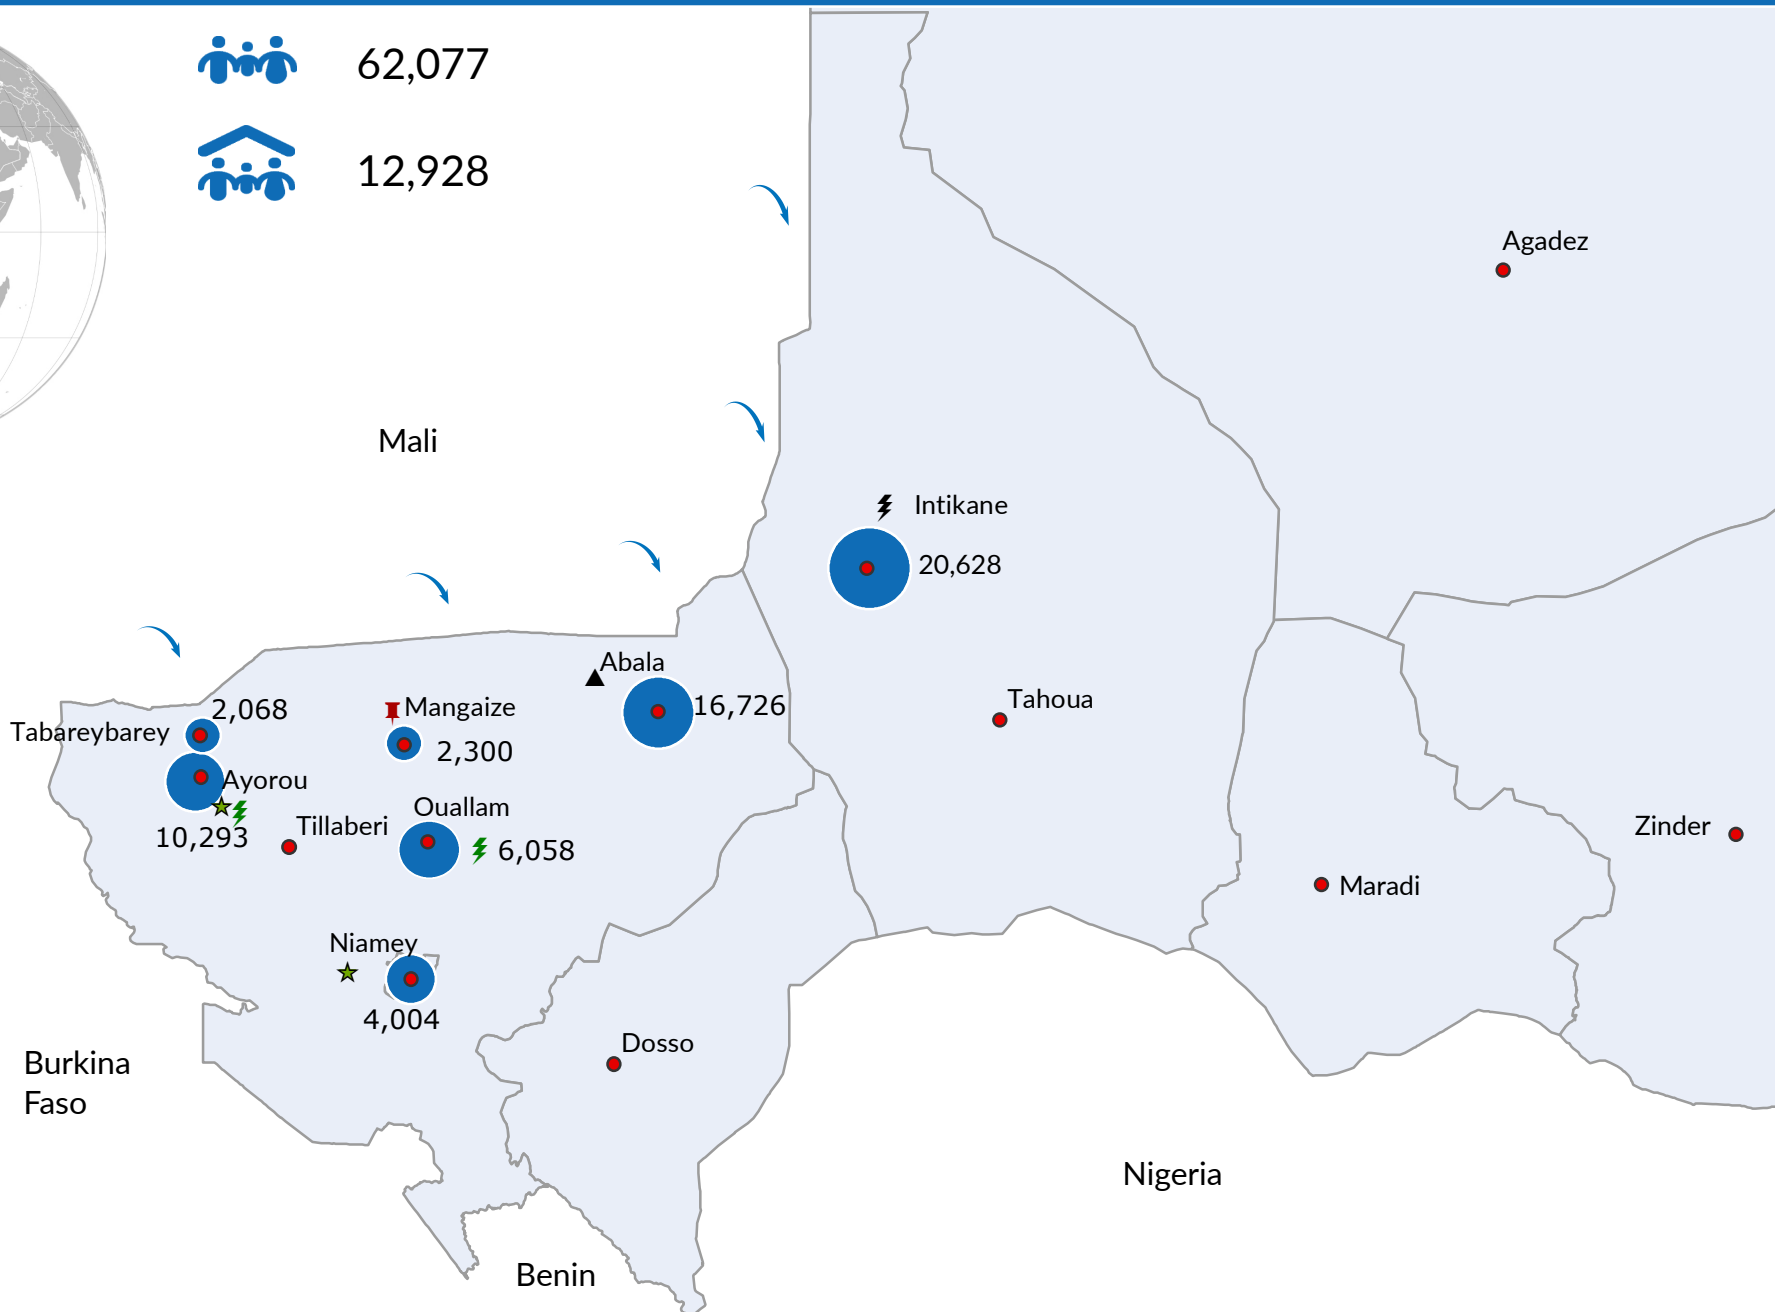 62,077
12,928
Agadez
Mali
Intikane
20,628
Abala
16,726
Tahoua
Mangaize
2,300
2,068
Tabareybarey
Ayorou
10,293
Tillaberi
Ouallam
6,058
Zinder
Maradi
Niamey
4,004
Dosso
Burkina
Faso
Nigeria
Benin